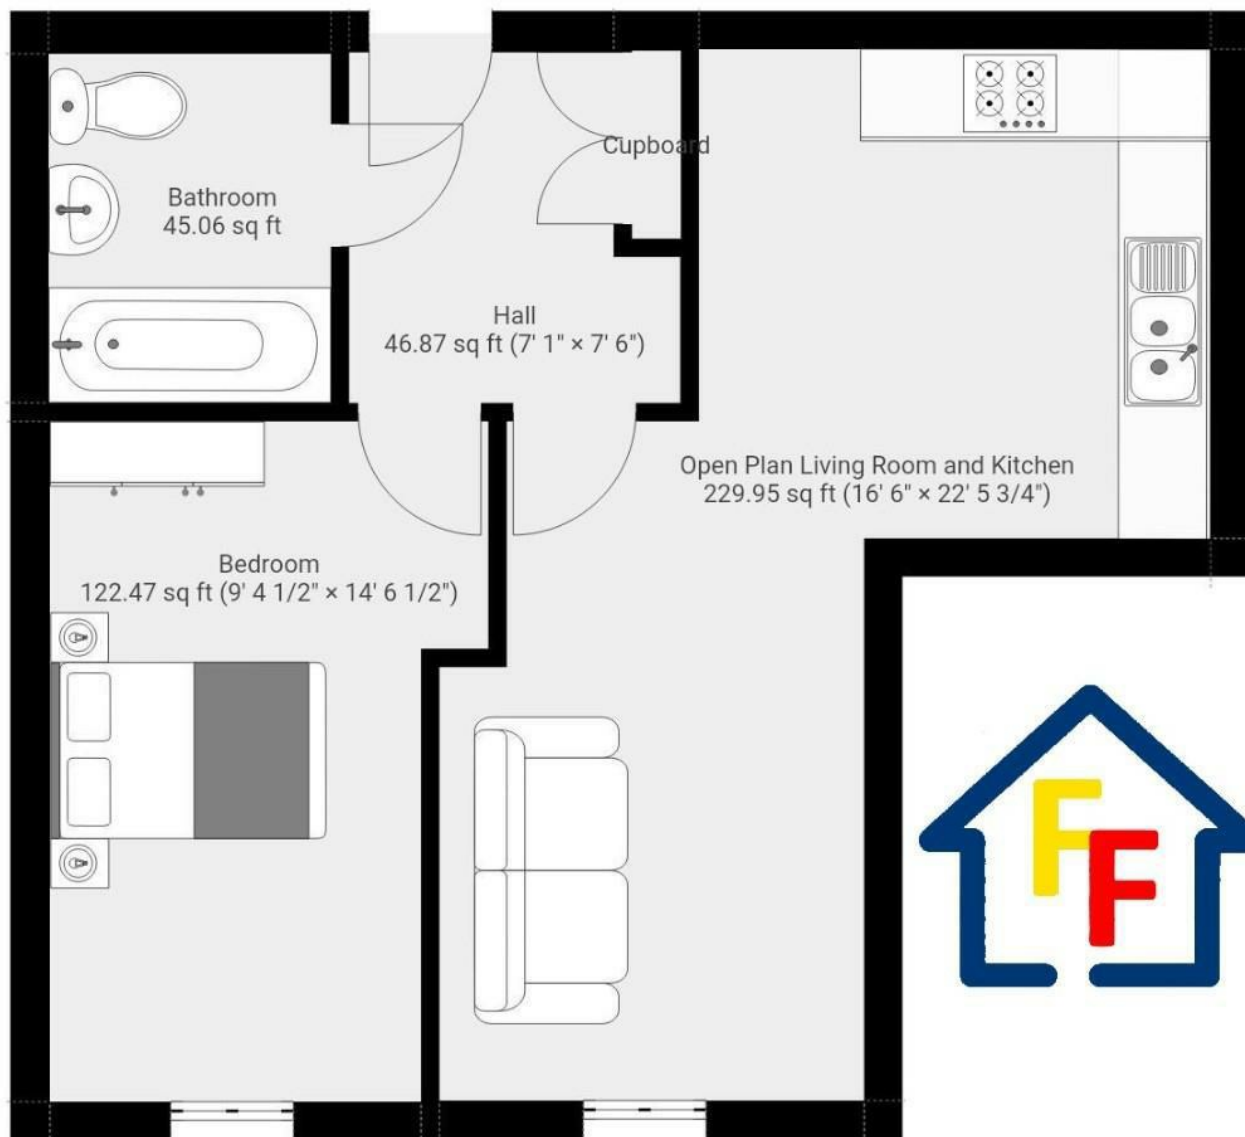 Cupboard
Bathroom
45.06 sq ft
Hall
46.87 sq ft (7' 1" × 7' 6")
Open Plan Living Room and Kitchen
229.95 sq ft (16' 6" × 22' 5 3/4")
Bedroom
122.47 sq ft (9' 4 1/2" × 14' 6 1/2")
FF